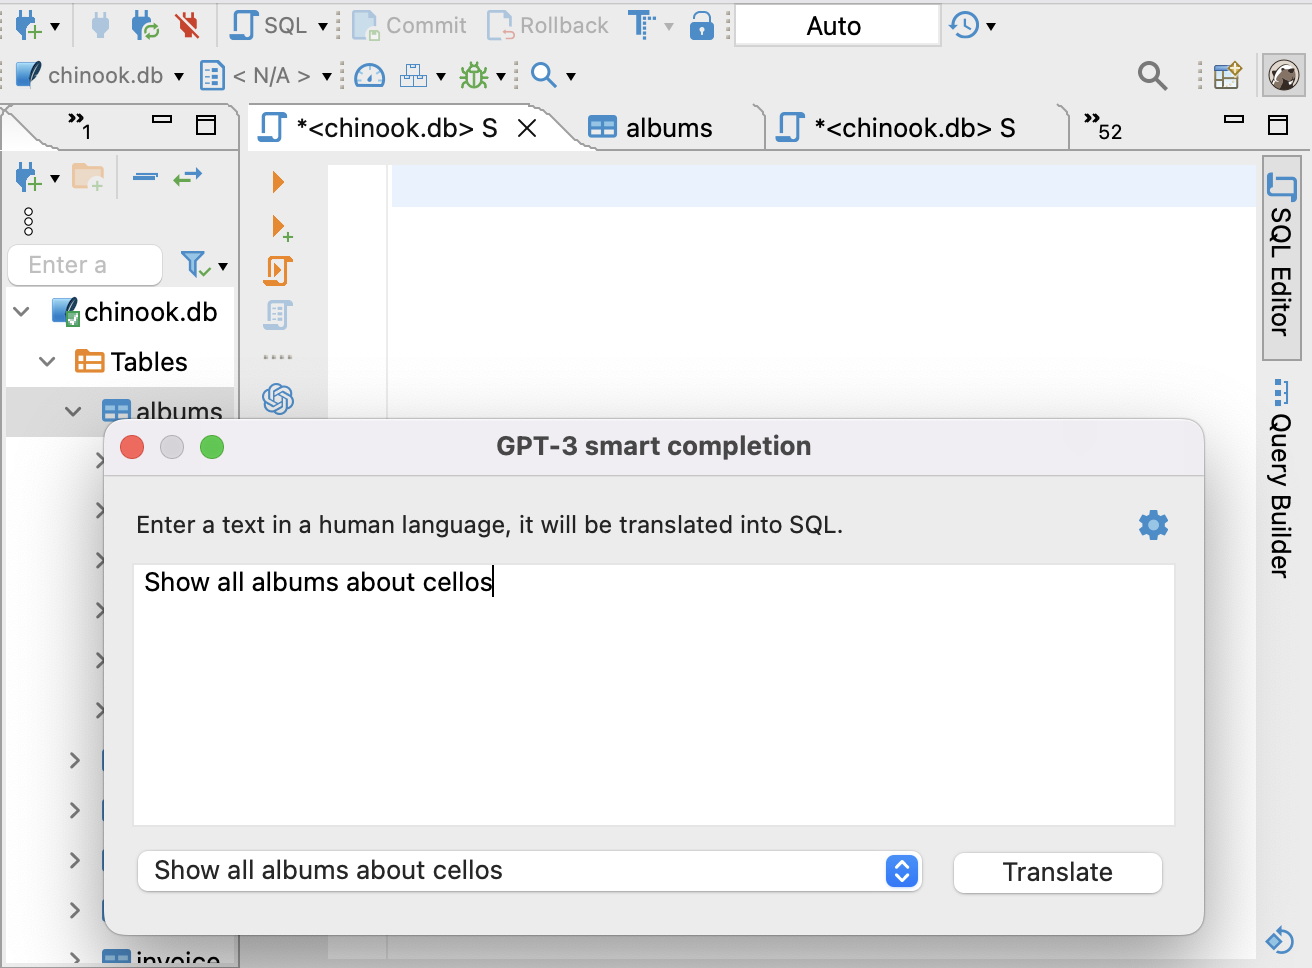 SQL
Commit
Rollback
Auto
chinook.db
< N/A >
»1
*<chinook.db> S
albums
*<chinook.db> S
»52
Enter a
chinook.db
Tables
albums
SQL Editor
Query Builder
GPT-3 smart completion
Enter a text in a human language, it will be translated into SQL.
Show all albums about cellos
Show all albums about cellos
Translate
invoice